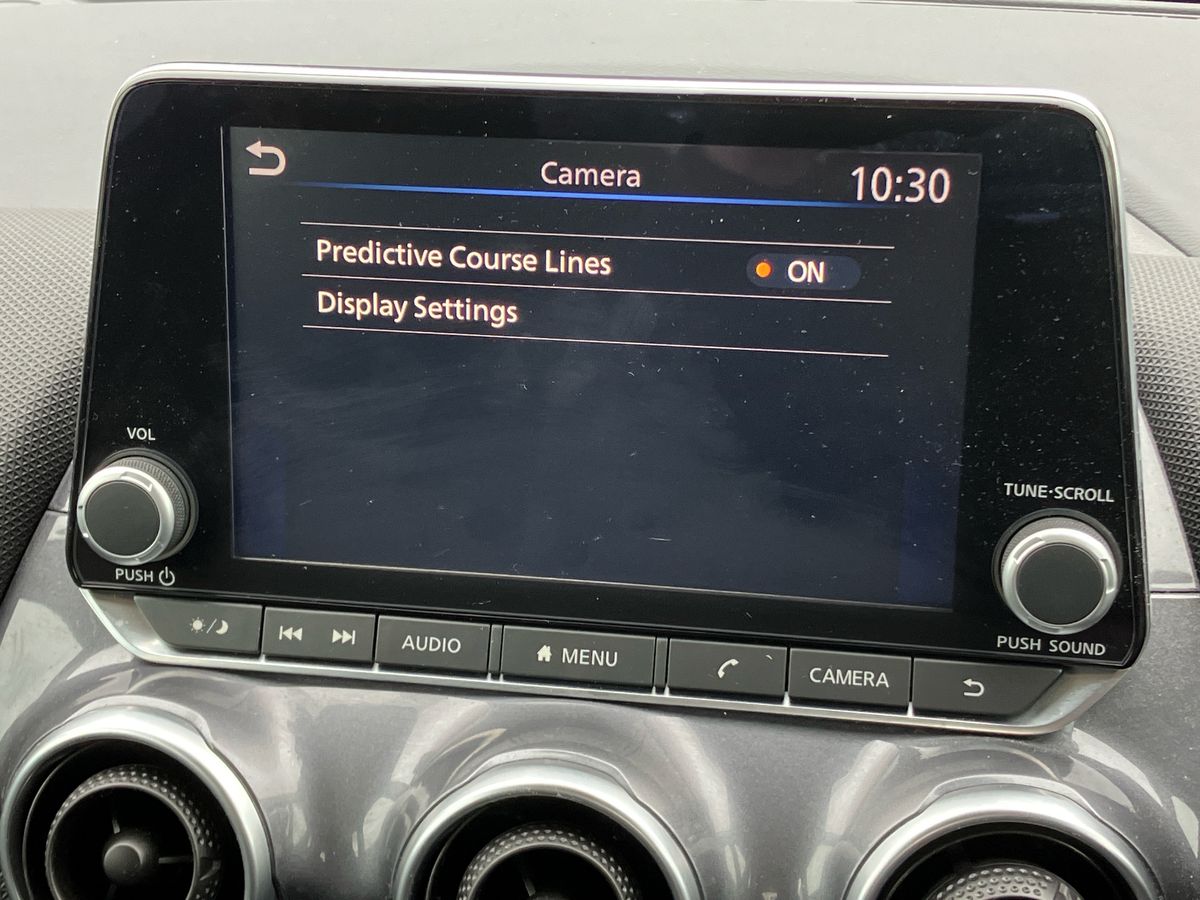 Camera
10:30
Predictive Course Lines ON
Display Settings
VOL
PUSH
TUNE·SCROLL
PUSH SOUND
AUDIO
MENU
CAMERA